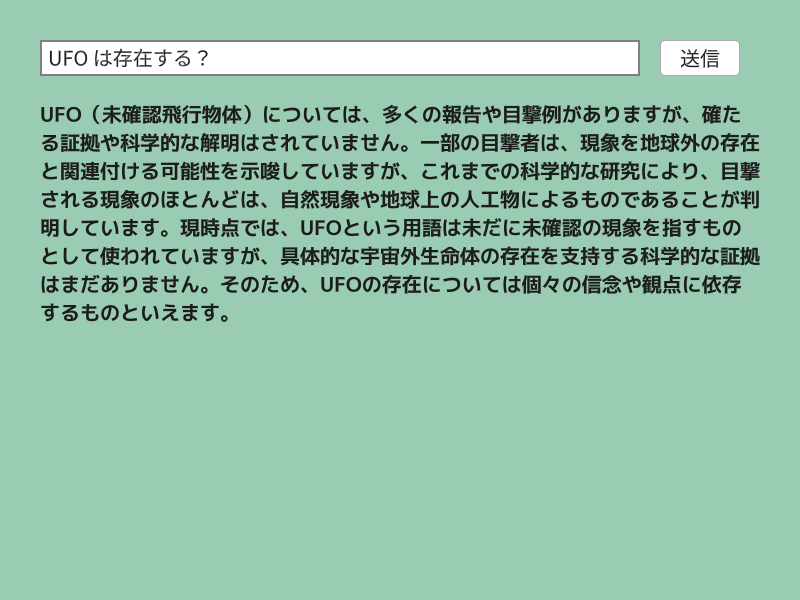 UFO は存在する？
送信
UFO（未確認飛行物体）については、多くの報告や目撃例がありますが、確た
る証拠や科学的な解明はされていません。一部の目撃者は、現象を地球外の存在
と関連付ける可能性を示唆していますが、これまでの科学的な研究により、目撃
される現象のほとんどは、自然現象や地球上の人工物によるものであることが判
明しています。現時点では、UFOという用語は未だに未確認の現象を指すもの
として使われていますが、具体的な宇宙外生命体の存在を支持する科学的な証拠
はまだありません。そのため、UFOの存在については個々の信念や観点に依存
するものといえます。